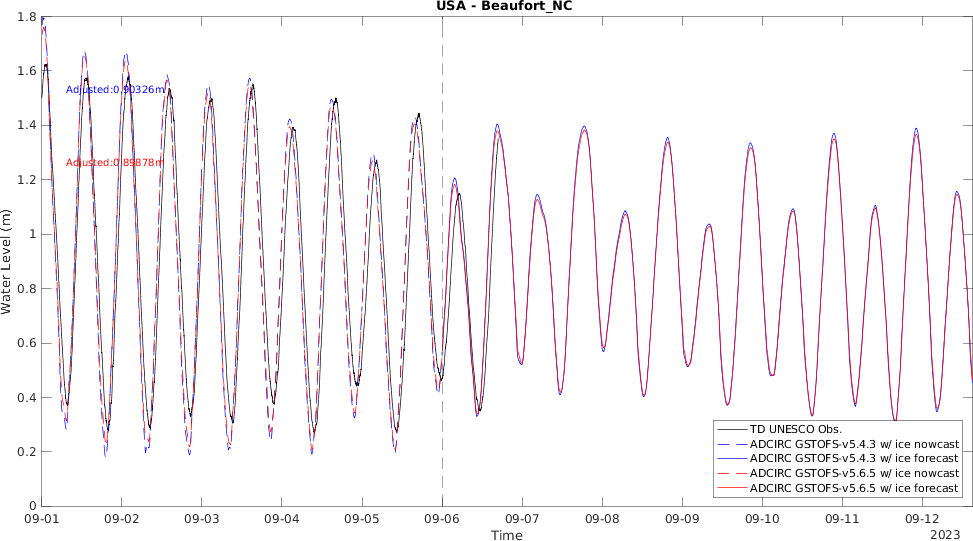 USA - Beaufort_NC
1.8
1.6
1.4
1.2
1
0.8
0.6
0.4
0.2
0
Water Level (m)
Adjusted:0.90326m
Adjusted:0.89878m
09-01 09-02 09-03 09-04 09-05 09-06 09-07 09-08 09-09 09-10 09-11 09-12
Time
2023
TD UNESCO Obs.
ADCIRC GSTOFS-v5.4.3 w/ ice nowcast
ADCIRC GSTOFS-v5.4.3 w/ ice forecast
ADCIRC GSTOFS-v5.6.5 w/ ice nowcast
ADCIRC GSTOFS-v5.6.5 w/ ice forecast